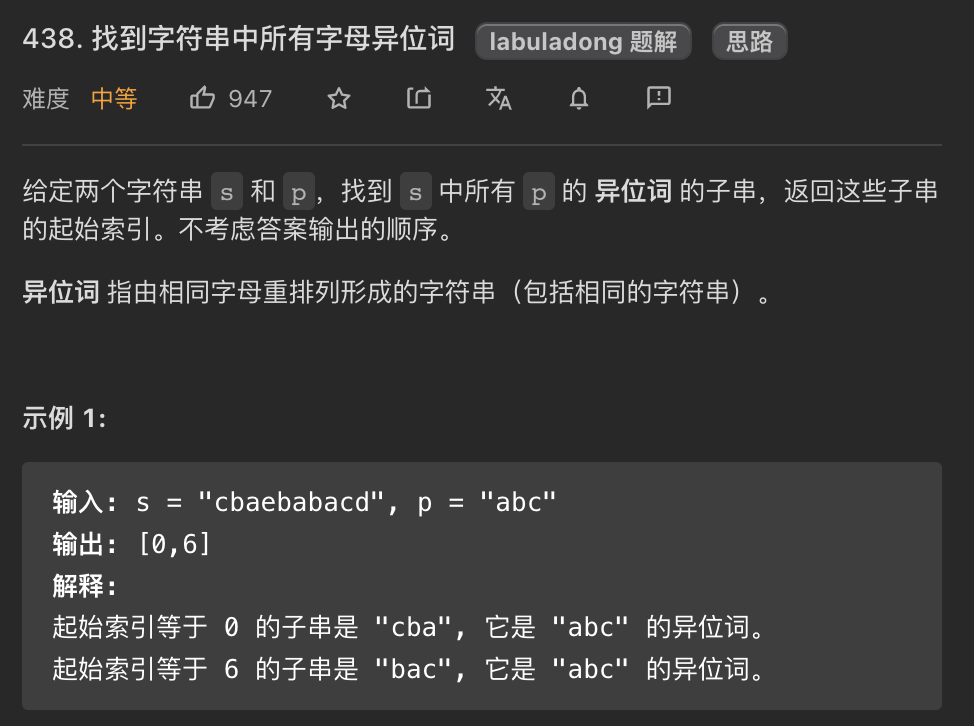 438. 找到字符串中所有字母异位词 labuladong 题解 思路
难度 中等 947
给定两个字符串 s 和 p，找到 s 中所有 p 的 异位词 的子串，返回这些子串
的起始索引。不考虑答案输出的顺序。
异位词 指由相同字母重排列形成的字符串（包括相同的字符串）。
示例 1:
输入: s = "cbaebabacd", p = "abc"
输出: [0,6]
解释:
起始索引等于 0 的子串是 "cba", 它是 "abc" 的异位词。
起始索引等于 6 的子串是 "bac", 它是 "abc" 的异位词。